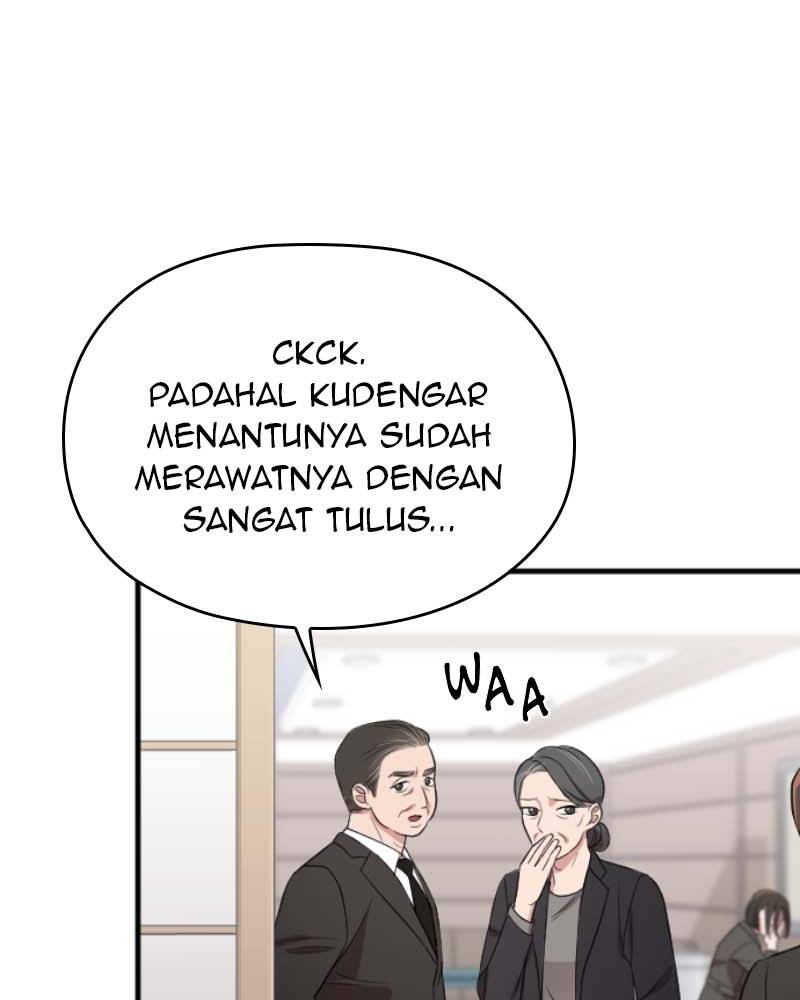 CKCK.
PADAHAL KUDENGAR
MENANTUNYA SUDAH
MERAWATNYA DENGAN
SANGAT TULUS...
WAA